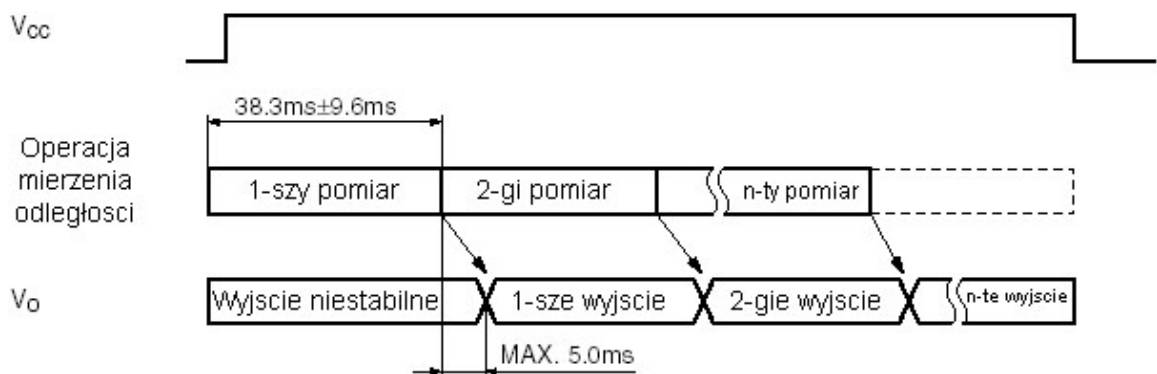 VCC
38.3ms±9.6ms
Operacja
mierzenia
odległosci
1-szy pomiar
2-gi pomiar
n-ty pomiar
VO
Wyjscie niestabilne
1-sze wyjscie
2-gie wyjscie
n-te wyjscie
MAX. 5.0ms